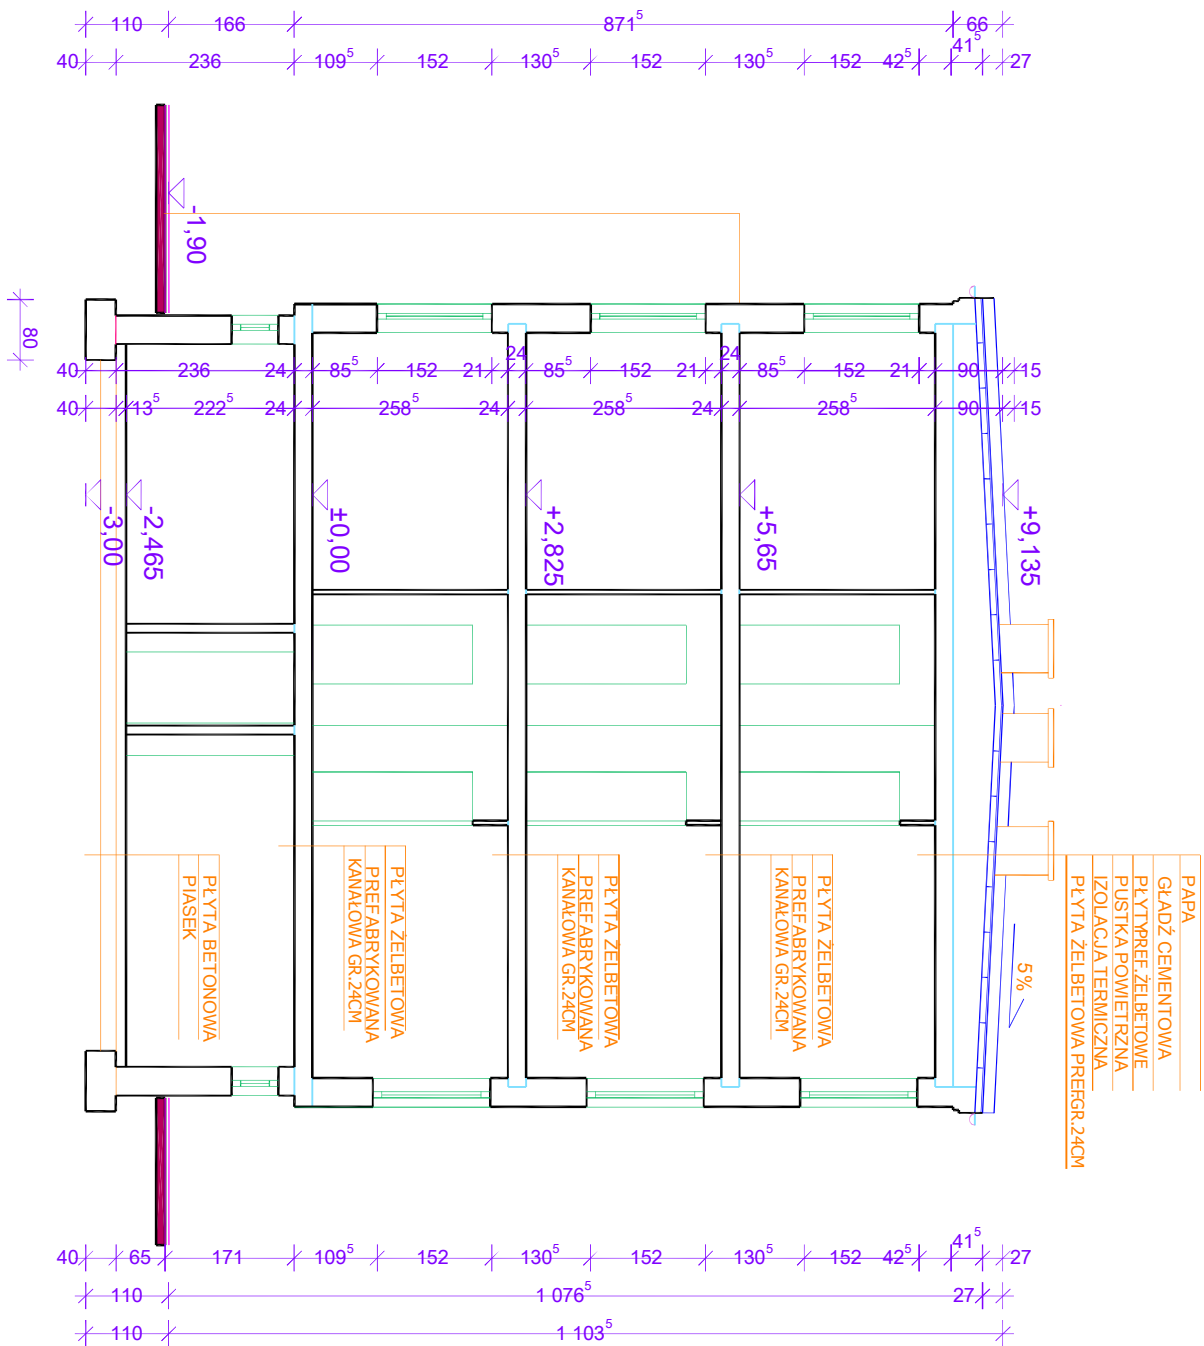 110 166 871⁵ 66
40 236 109⁵ 152 130⁵ 152 130⁵ 152 42⁵ 41⁵ 27
-1,90
80
40 236 24 85⁵ 152 21 24 85⁵ 152 21 24 85⁵ 152 21 90 15
40 13⁵ 222⁵ 24 258⁵ 24 258⁵ 24 258⁵ 90 15
-3,00
-2,465
±0,00
+2,825
+5,65
+9,135
PŁYTA BETONOWA
PIASEK
PŁYTA ŻELBETOWA
PREFABRYKOWANA
KANAŁOWA GR.24CM
PŁYTA ŻELBETOWA
PREFABRYKOWANA
KANAŁOWA GR.24CM
PŁYTA ŻELBETOWA
PREFABRYKOWANA
KANAŁOWA GR.24CM
PAPA
GŁADŹ CEMENTOWA
PŁYTYPREF.ŻELBETOWE
PUSTKA POWIETRZNA
IZOLACJA TERMICZNA
PŁYTA ŻELBETOWA PREF.GR.24CM
5%
40 65 171 109⁵ 152 130⁵ 152 130⁵ 152 42⁵ 41⁵ 27
110 1 076⁵ 27
110 1 103⁵